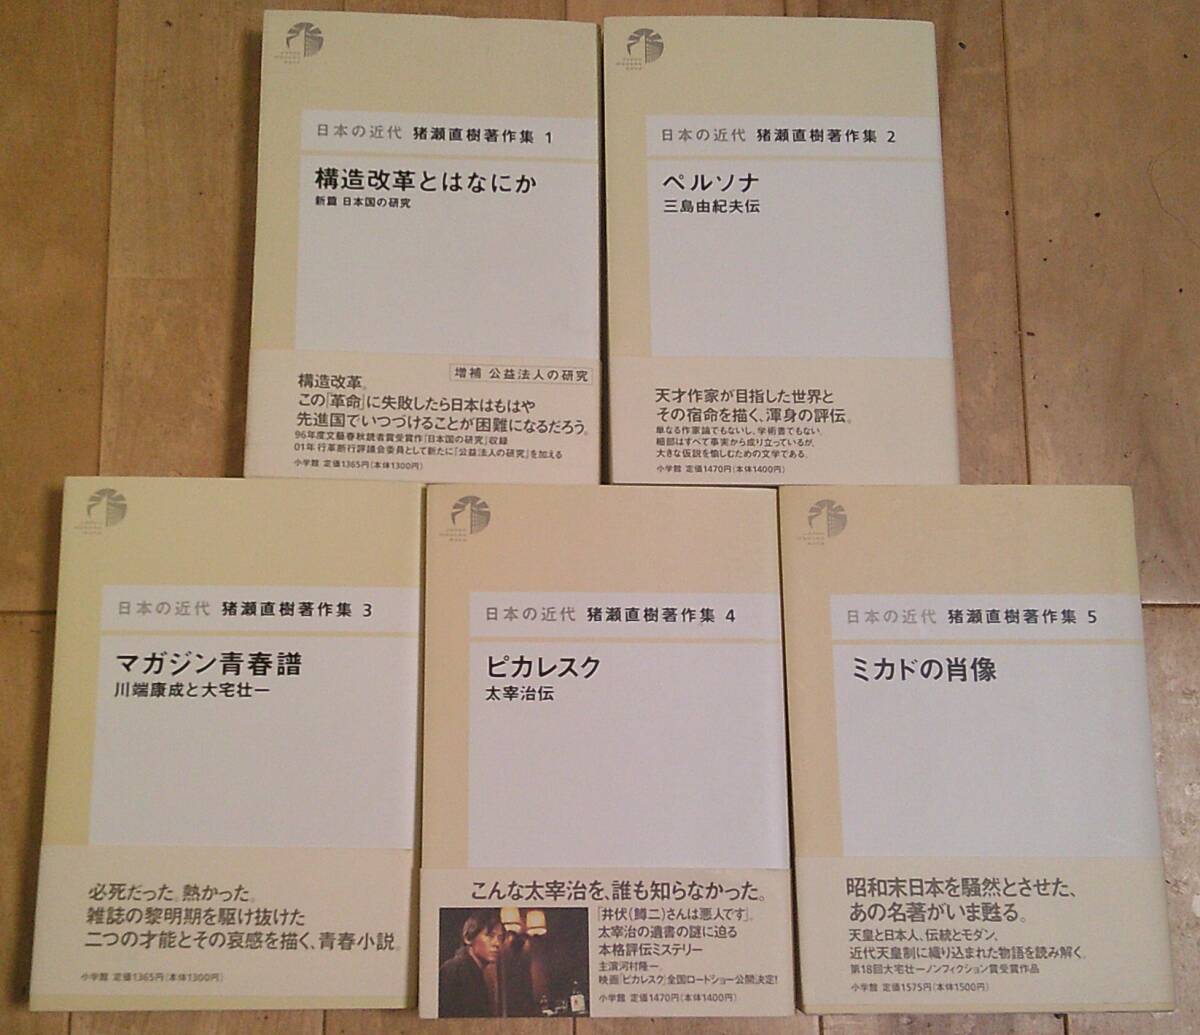 日本の近代 猪瀬直樹著作集 1
構造改革とはなにか
新篇 日本国の研究
増補 公益法人の研究
構造改革。
この「革命」に失敗したら日本はもはや
先進国でいつづけることが困難になるだろう。
96年度文藝春秋読者賞受賞作『日本国の研究』収録
01年 行革断行評議会委員として新たに『公益法人の研究』を加える
小学館 定価1365円(本体1300円)
日本の近代 猪瀬直樹著作集 2
ペルソナ
三島由紀夫伝
天才作家が目指した世界と
その宿命を描く、渾身の評伝。
単なる作家論でもないし、学術書でもない。
細部はすべて事実から成り立っているが、
大きな仮説を愉しむための文学である。
小学館 定価1470円(本体1400円)
日本の近代 猪瀬直樹著作集 3
マガジン青春譜
川端康成と大宅壮一
必死だった。熱かった。
雑誌の黎明期を駆け抜けた
二つの才能とその哀感を描く、青春小説。
小学館 定価1365円(本体1300円)
日本の近代 猪瀬直樹著作集 4
ピカレスク
太宰治伝
こんな太宰治を、誰も知らなかった。
「井伏(鱒二)さんは悪人です」。
太宰治の遺書の謎に迫る
本格評伝ミステリー
主演河村隆一。
映画「ピカレスク」全国ロードショー公開決定!
小学館 定価1470円(本体1400円)
日本の近代 猪瀬直樹著作集 5
ミカドの肖像
昭和末日本を騒然とさせた、
あの名著がいま甦る。
天皇と日本人、伝統とモダン。
近代天皇制に織り込まれた物語を読み解く。
第18回大宅壮一ノンフィクション賞受賞作品
小学館 定価1575円(本体1500円)